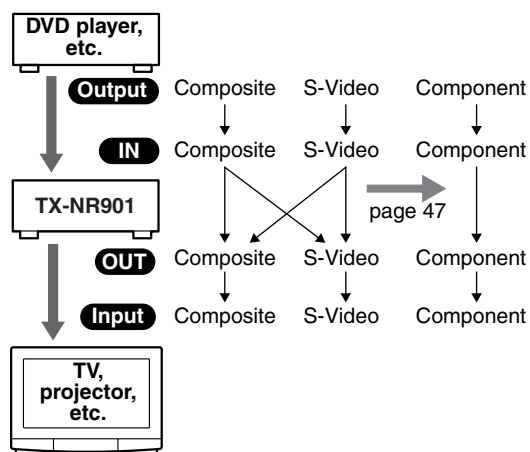 DVD player,
etc.
Output Composite S-Video Component
IN Composite S-Video Component
page 47
TX-NR901
OUT Composite S-Video Component
Input Composite S-Video Component
TV,
projector,
etc.